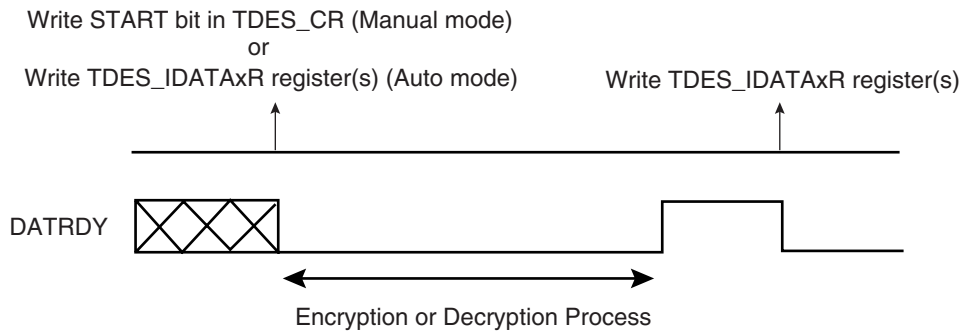 Write START bit in TDES_CR (Manual mode)
or
Write TDES_IDATAxR register(s) (Auto mode)
Write TDES_IDATAxR register(s)
DATRDY
Encryption or Decryption Process